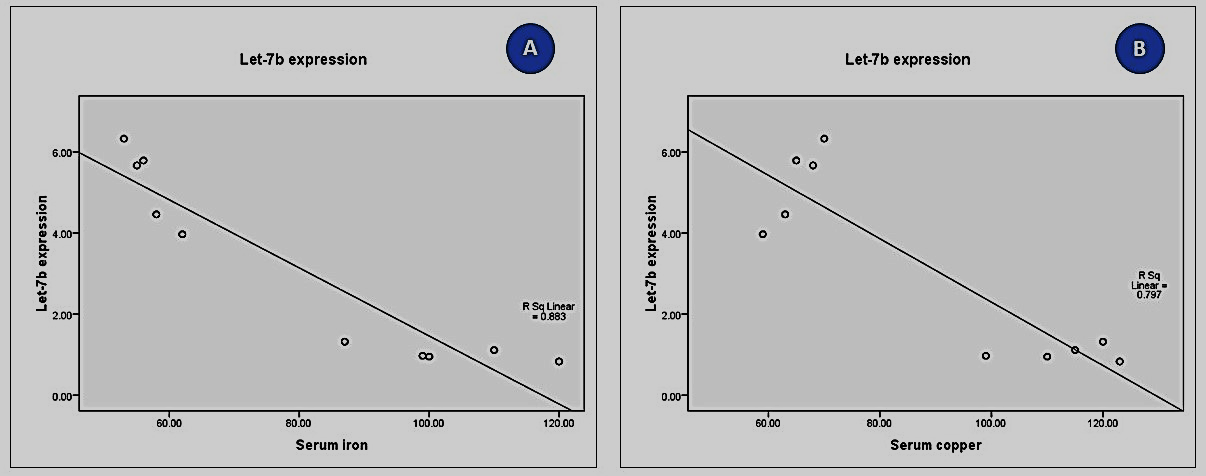 Let-7b expression
A
6.00
4.00
2.00
0.00
Let-7b expression
R Sq Linear
= 0.883
60.00
80.00
100.00
120.00
Serum iron
Let-7b expression
B
6.00
4.00
2.00
0.00
Let-7b expression
R Sq
Linear =
0.797
60.00
80.00
100.00
120.00
Serum copper